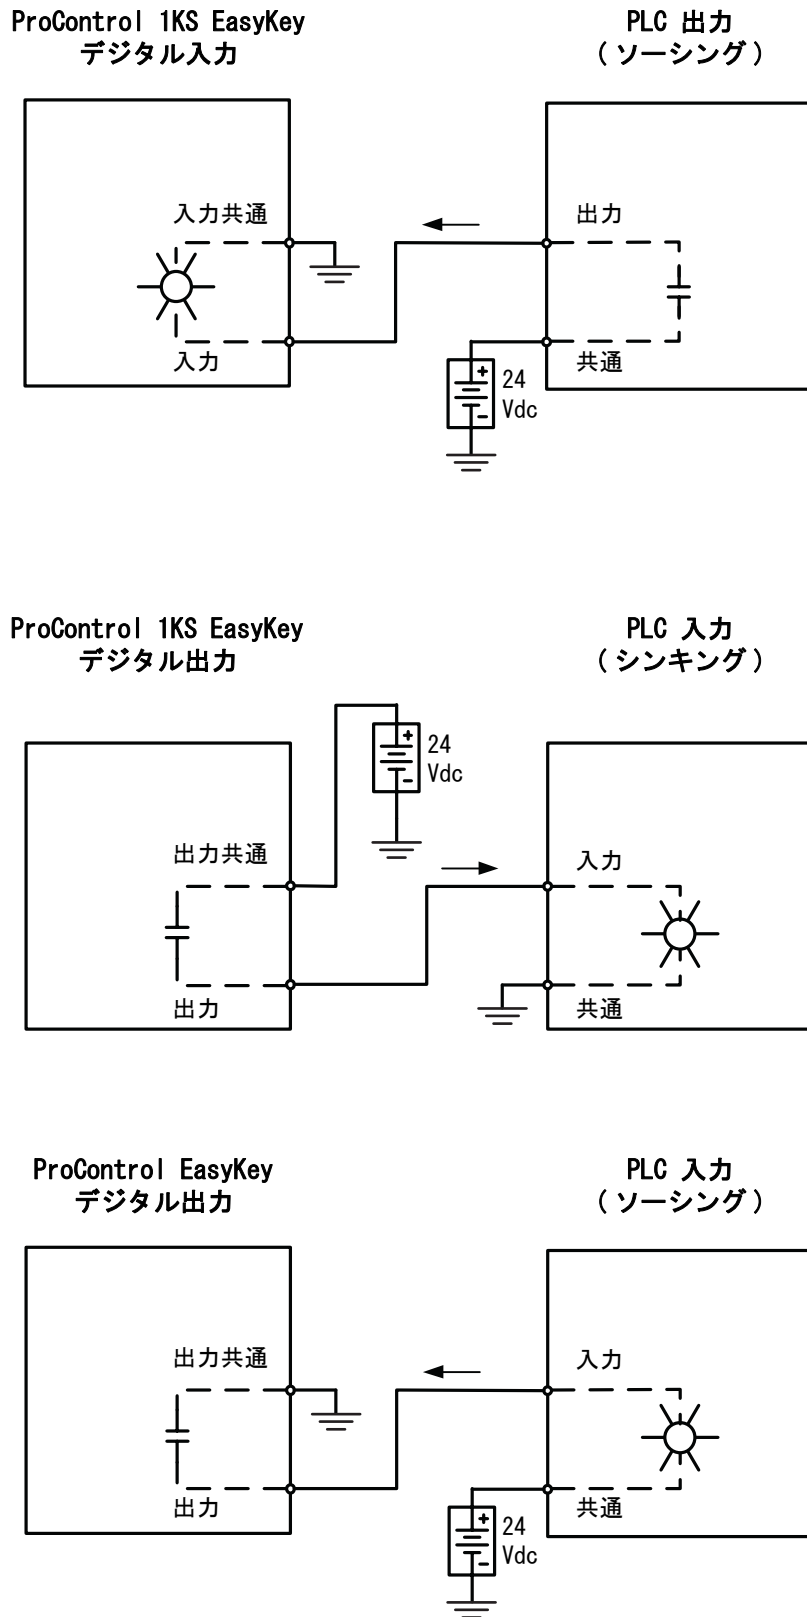 ProControl 1KS EasyKey
デジタル入力
PLC 出力
( ソーシング )
入力共通
入力
出力
共通
+
-
24
Vdc
ProControl 1KS EasyKey
デジタル出力
PLC 入力
( シンキング )
+
-
24
Vdc
出力共通
出力
入力
共通
ProControl EasyKey
デジタル出力
PLC 入力
( ソーシング )
出力共通
出力
入力
共通
+
-
24
Vdc